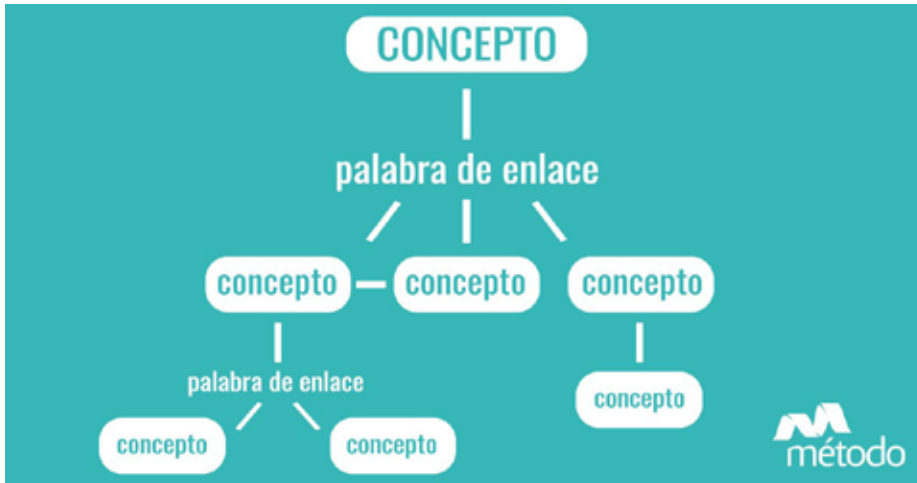 CONCEPTO
palabra de enlace
concepto concepto concepto
palabra de enlace
concepto
concepto concepto
método